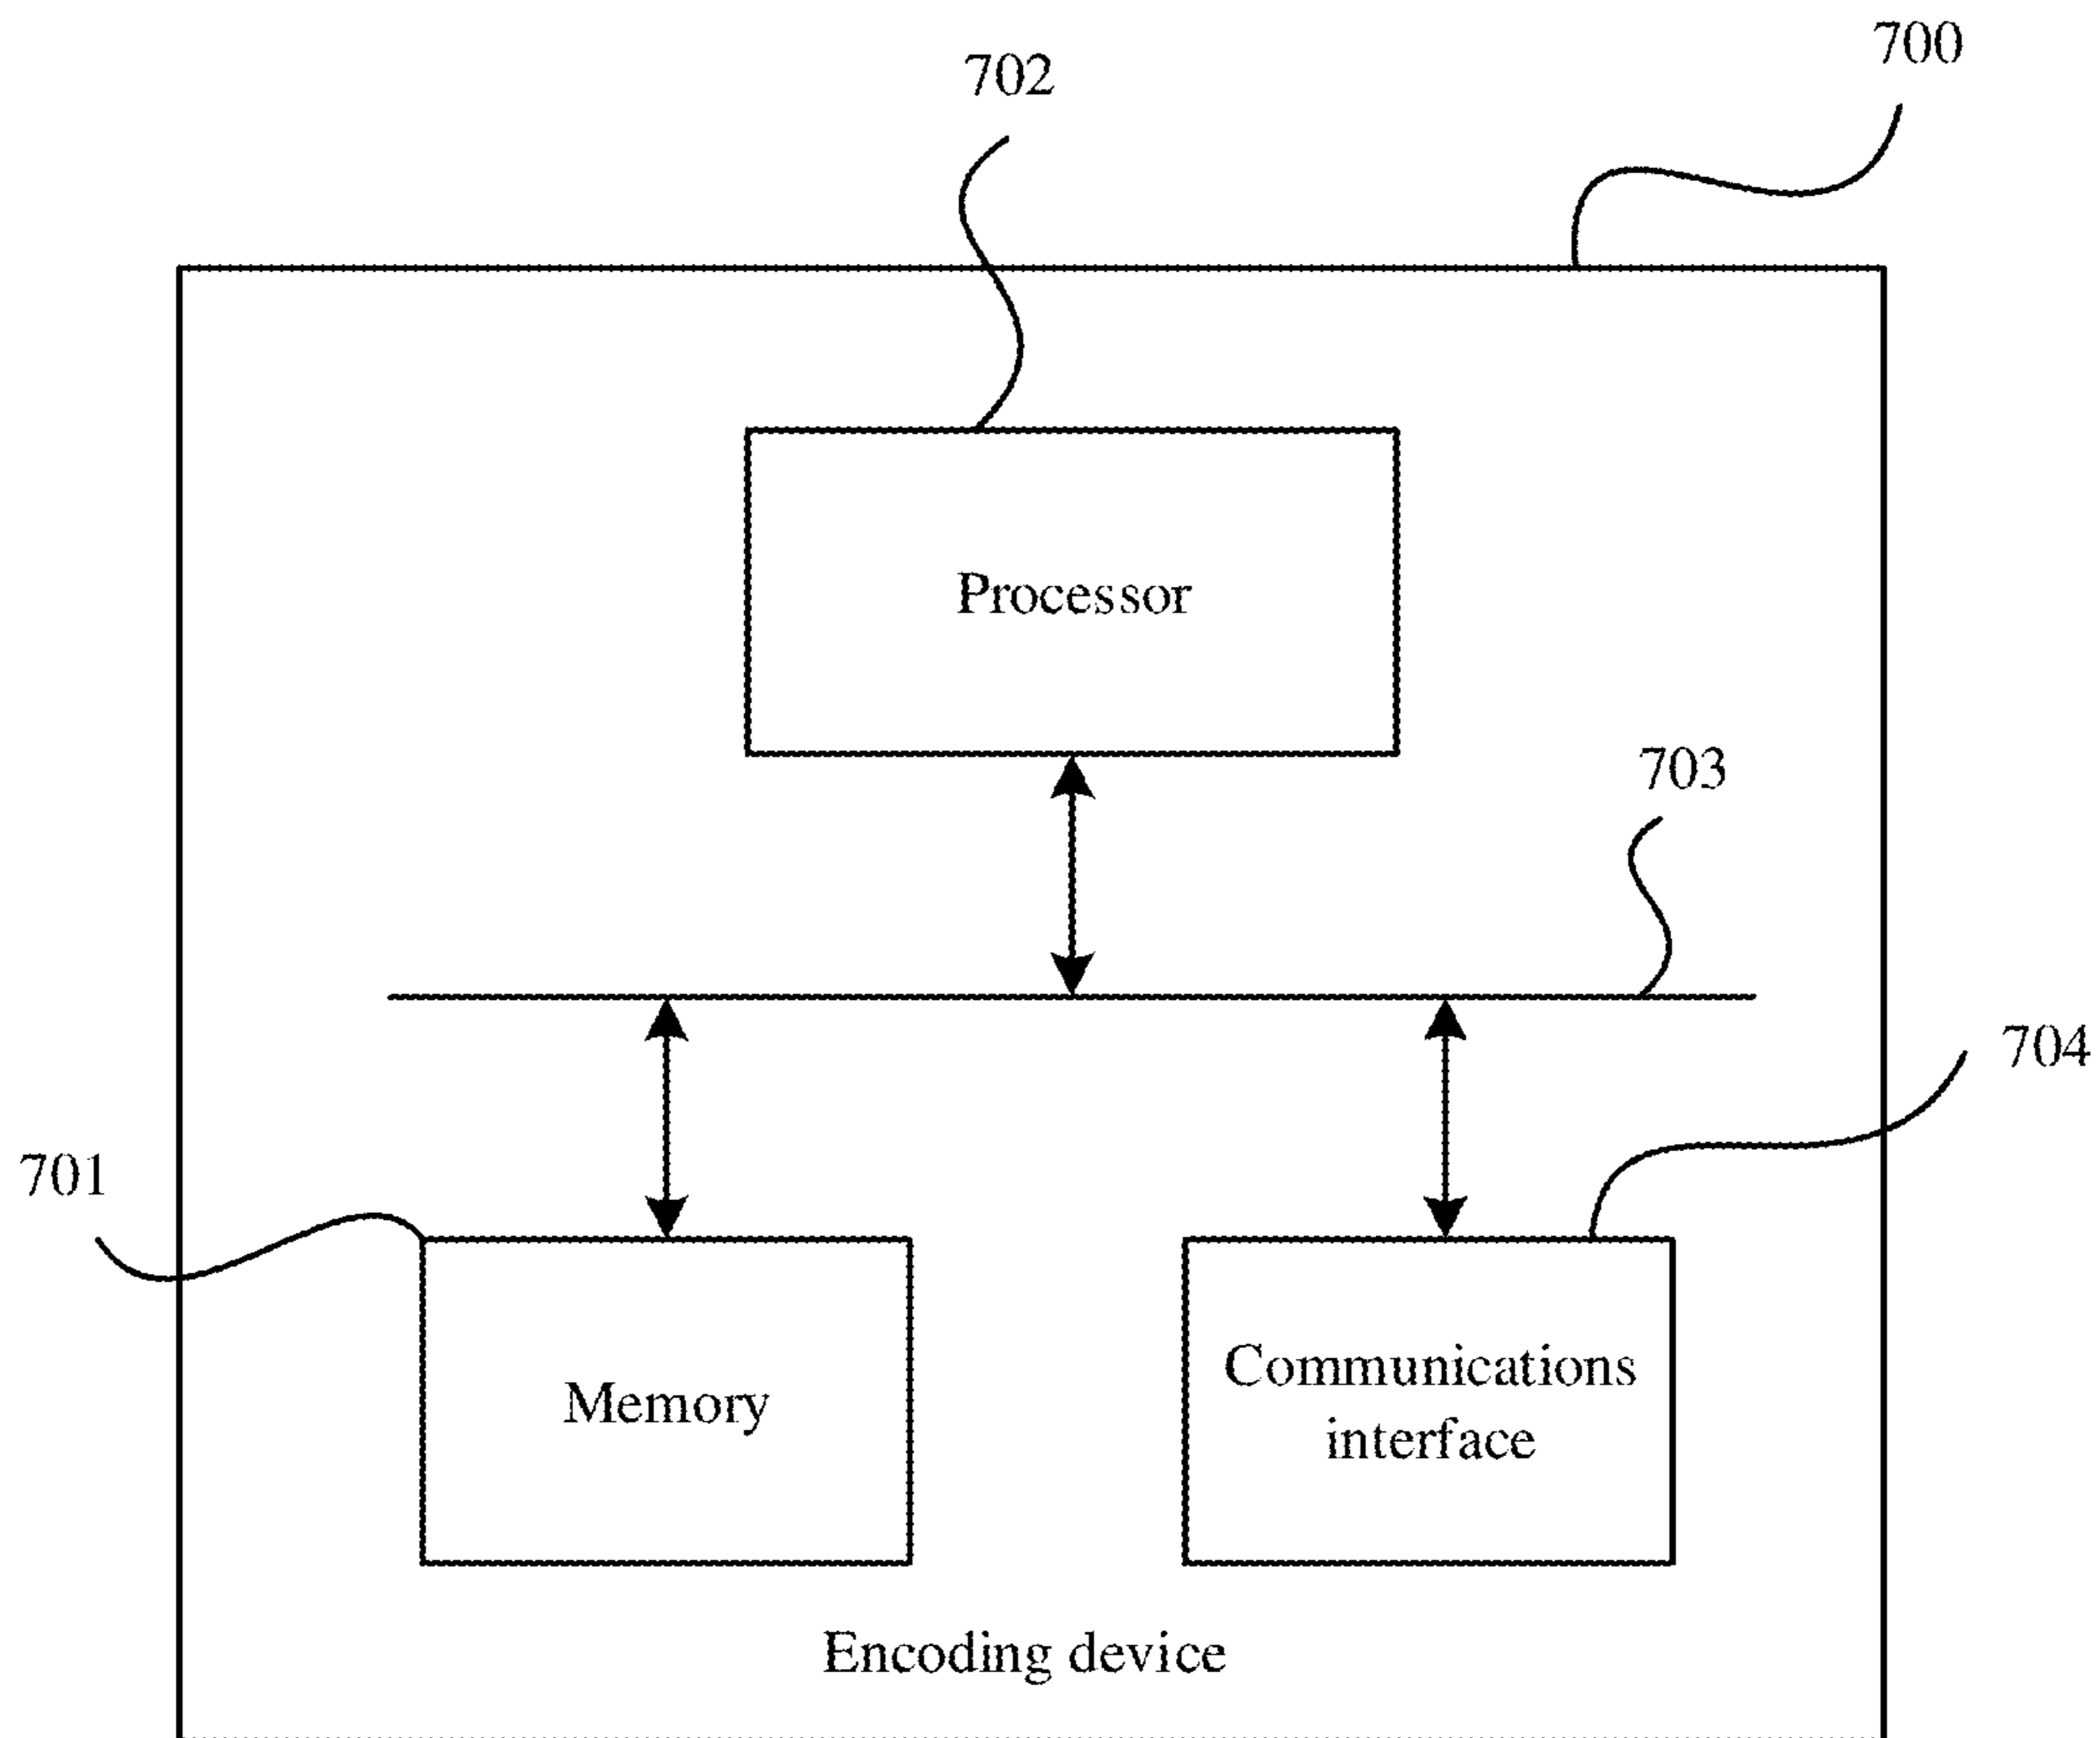 700
702
Processor
703
704
701
Memory
Communications
interface
Encoding device